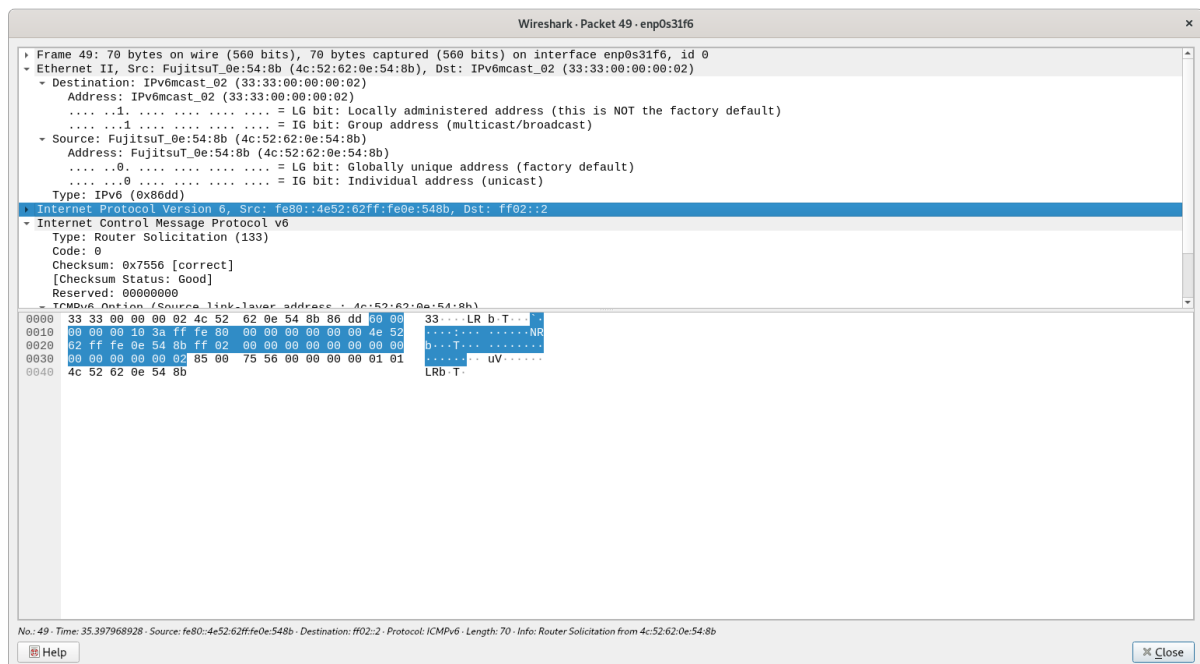 Wireshark · Packet 49 · enp0s31f6
Frame 49: 70 bytes on wire (560 bits), 70 bytes captured (560 bits) on interface enp0s31f6, id 0
Ethernet II, Src: FujitsuT_0e:54:8b (4c:52:62:0e:54:8b), Dst: IPv6mcast_02 (33:33:00:00:00:02)
Destination: IPv6mcast_02 (33:33:00:00:00:02)
Address: IPv6mcast_02 (33:33:00:00:00:02)
.... ..1. .... .... .... .... = LG bit: Locally administered address (this is NOT the factory default)
.... ...1 .... .... .... .... = IG bit: Group address (multicast/broadcast)
Source: FujitsuT_0e:54:8b (4c:52:62:0e:54:8b)
Address: FujitsuT_0e:54:8b (4c:52:62:0e:54:8b)
.... ..0. .... .... .... .... = LG bit: Globally unique address (factory default)
.... ...0 .... .... .... .... = IG bit: Individual address (unicast)
Type: IPv6 (0x86dd)
Internet Protocol Version 6, Src: fe80::4e52:62ff:fe0e:548b, Dst: ff02::2
Internet Control Message Protocol v6
Type: Router Solicitation (133)
Code: 0
Checksum: 0x7556 [correct]
[Checksum Status: Good]
Reserved: 00000000
ICMPv6 Option (Source link-layer address : 4c:52:62:0e:54:8b)
0000 33 33 00 00 00 02 4c 52 62 0e 54 8b 86 dd 60 00 33····LR b·T···`·
0010 00 00 00 10 3a ff fe 80 00 00 00 00 00 00 4e 52 ····:··· ······NR
0020 62 ff fe 0e 54 8b ff 02 00 00 00 00 00 00 00 00 b···T··· ········
0030 00 00 00 00 00 02 85 00 75 56 00 00 00 00 01 01 ········ uV······
0040 4c 52 62 0e 54 8b LRb·T·
No.: 49 · Time: 35.397968928 · Source: fe80::4e52:62ff:fe0e:548b · Destination: ff02::2 · Protocol: ICMPv6 · Length: 70 · Info: Router Solicitation from 4c:52:62:0e:54:8b
Help
Close